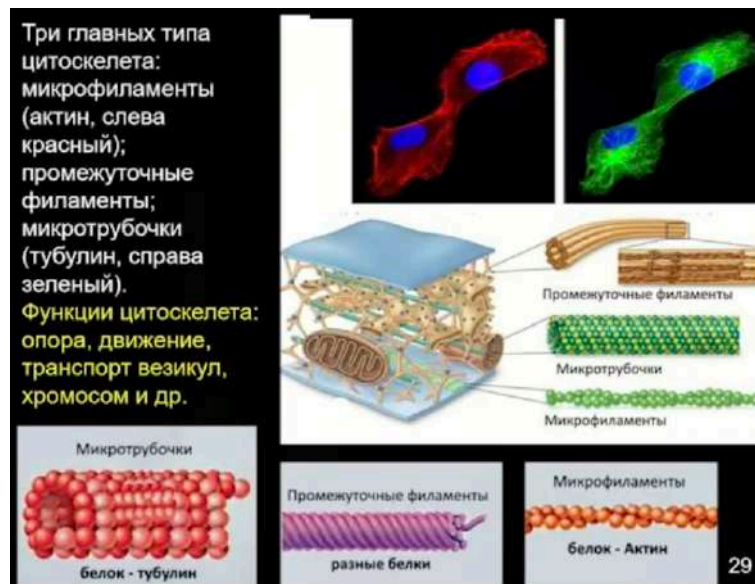 Три главных типа
цитоскелета:
микрофиламенты
(актин, слева
красный);
промежуточные
филаменты;
микротрубочки
(тубулин, справа
зеленый).
Функции цитоскелета:
опора, движение,
транспорт везикул,
хромосом и др.
Промежуточные филаменты
Микротрубочки
Микрофиламенты
Микротрубочки
белок - тубулин
Промежуточные филаменты
разные белки
Микрофиламенты
белок - Актин
29